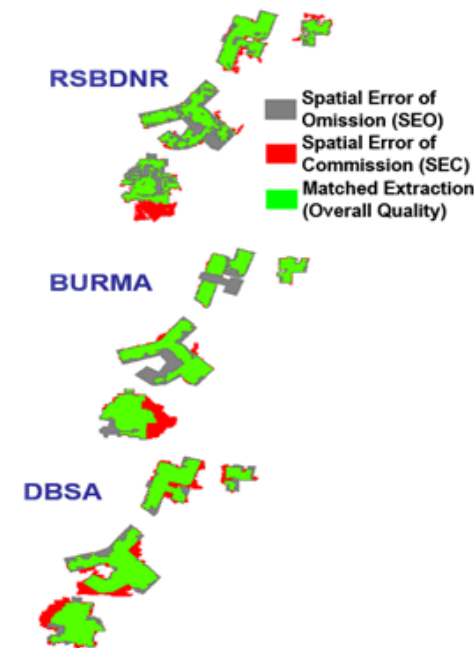 RSBDNR
Spatial Error of
Omission (SEO)
Spatial Error of
Commission (SEC)
Matched Extraction
(Overall Quality)
BURMA
DBSA